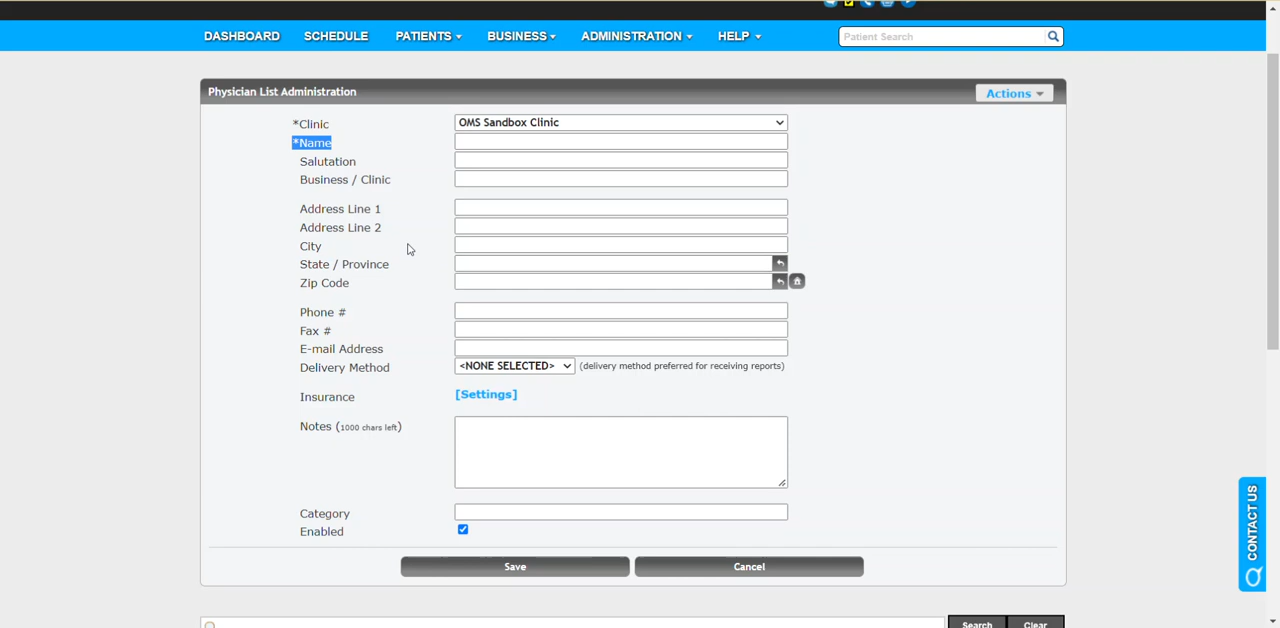 DASHBOARD SCHEDULE PATIENTS BUSINESS ADMINISTRATION HELP Patient Search
Physician List Administration Actions
*Clinic OMS Sandbox Clinic
*Name
Salutation
Business / Clinic
Address Line 1
Address Line 2
City
State / Province
Zip Code
Phone #
Fax #
E-mail Address
Delivery Method <NONE SELECTED> (delivery method preferred for receiving reports)
Insurance [Settings]
Notes (1000 chars left)
Category
Enabled
Save Cancel
Search Clear
CONTACT US